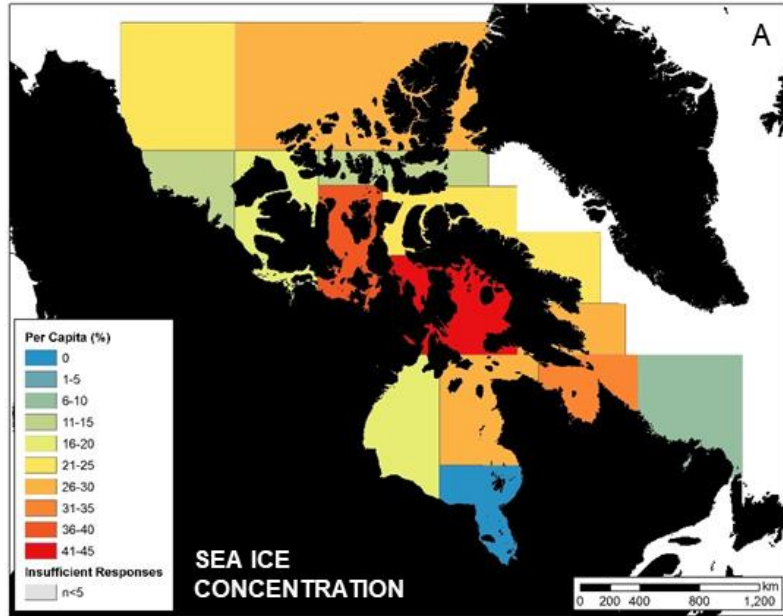 A
Per Capita (%)
0
1-5
6-10
11-15
16-20
21-25
26-30
31-35
36-40
41-45
Insufficient Responses
n<5
SEA ICE
CONCENTRATION
km
0 200 400 800 1,200